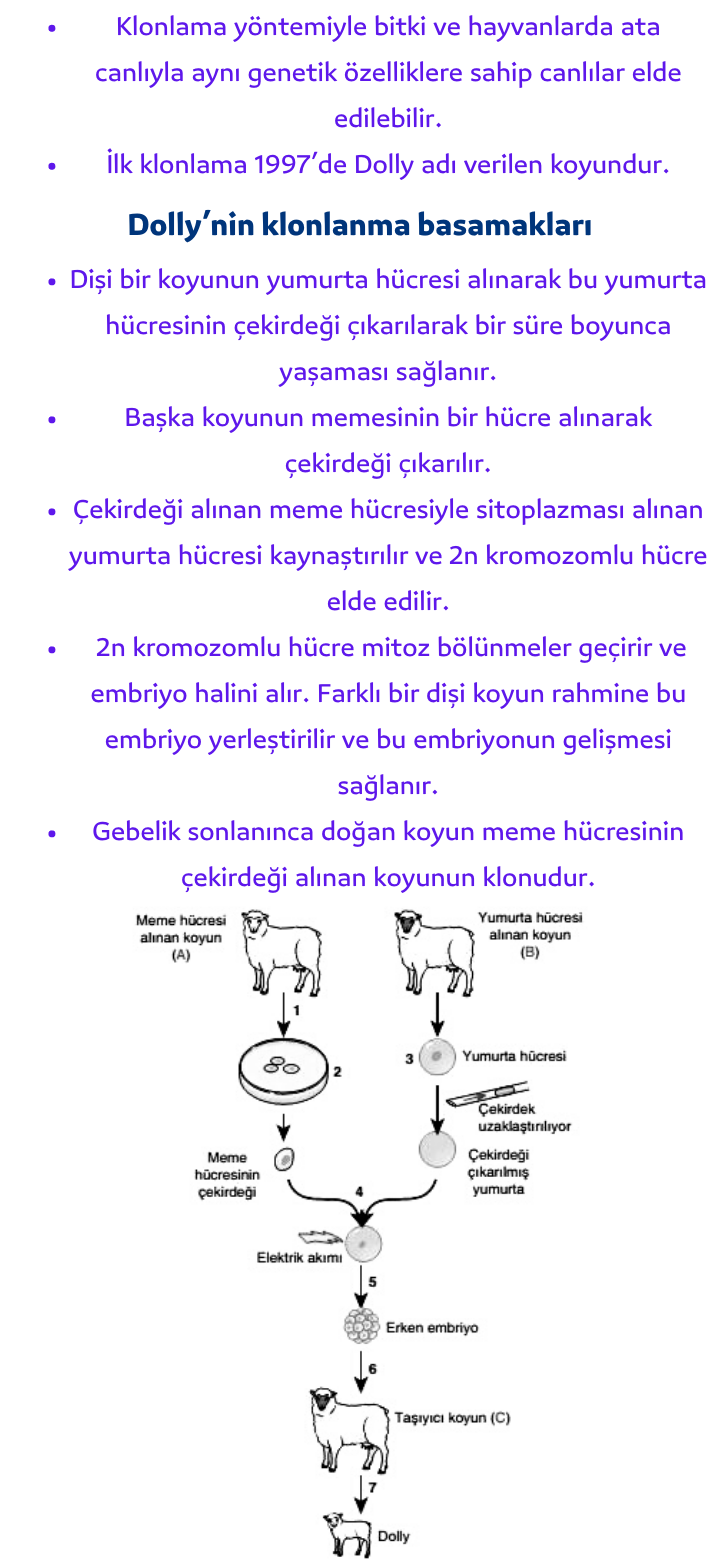 • Klonlama yöntemiyle bitki ve hayvanlarda ata
canlıyla aynı genetik özelliklere sahip canlılar elde
edilebilir.
• İlk klonlama 1997’de Dolly adı verilen koyundur.
Dolly’nin klonlanma basamakları
• Dişi bir koyunun yumurta hücresi alınarak bu yumurta
hücresinin çekirdeği çıkarılarak bir süre boyunca
yaşaması sağlanır.
• Başka koyunun memesinin bir hücre alınarak
çekirdeği çıkarılır.
• Çekirdeği alınan meme hücresiyle sitoplazması alınan
yumurta hücresi kaynaştırılır ve 2n kromozomlu hücre
elde edilir.
• 2n kromozomlu hücre mitoz bölünmeler geçirir ve
embriyo halini alır. Farklı bir dişi koyun rahmine bu
embriyo yerleştirilir ve bu embriyonun gelişmesi
sağlanır.
• Gebelik sonlanınca doğan koyun meme hücresinin
çekirdeği alınan koyunun klonudur.
Meme hücresi
alınan koyun
(A)
Yumurta hücresi
alınan koyun
(B)
1
2
3
Yumurta hücresi
Çekirdek
uzaklaştırılıyor
Meme
hücresinin
çekirdeği
Çekirdeği
çıkarılmış
yumurta
4
Elektrik akımı
5
Erken embriyo
6
Taşıyıcı koyun (C)
7
Dolly